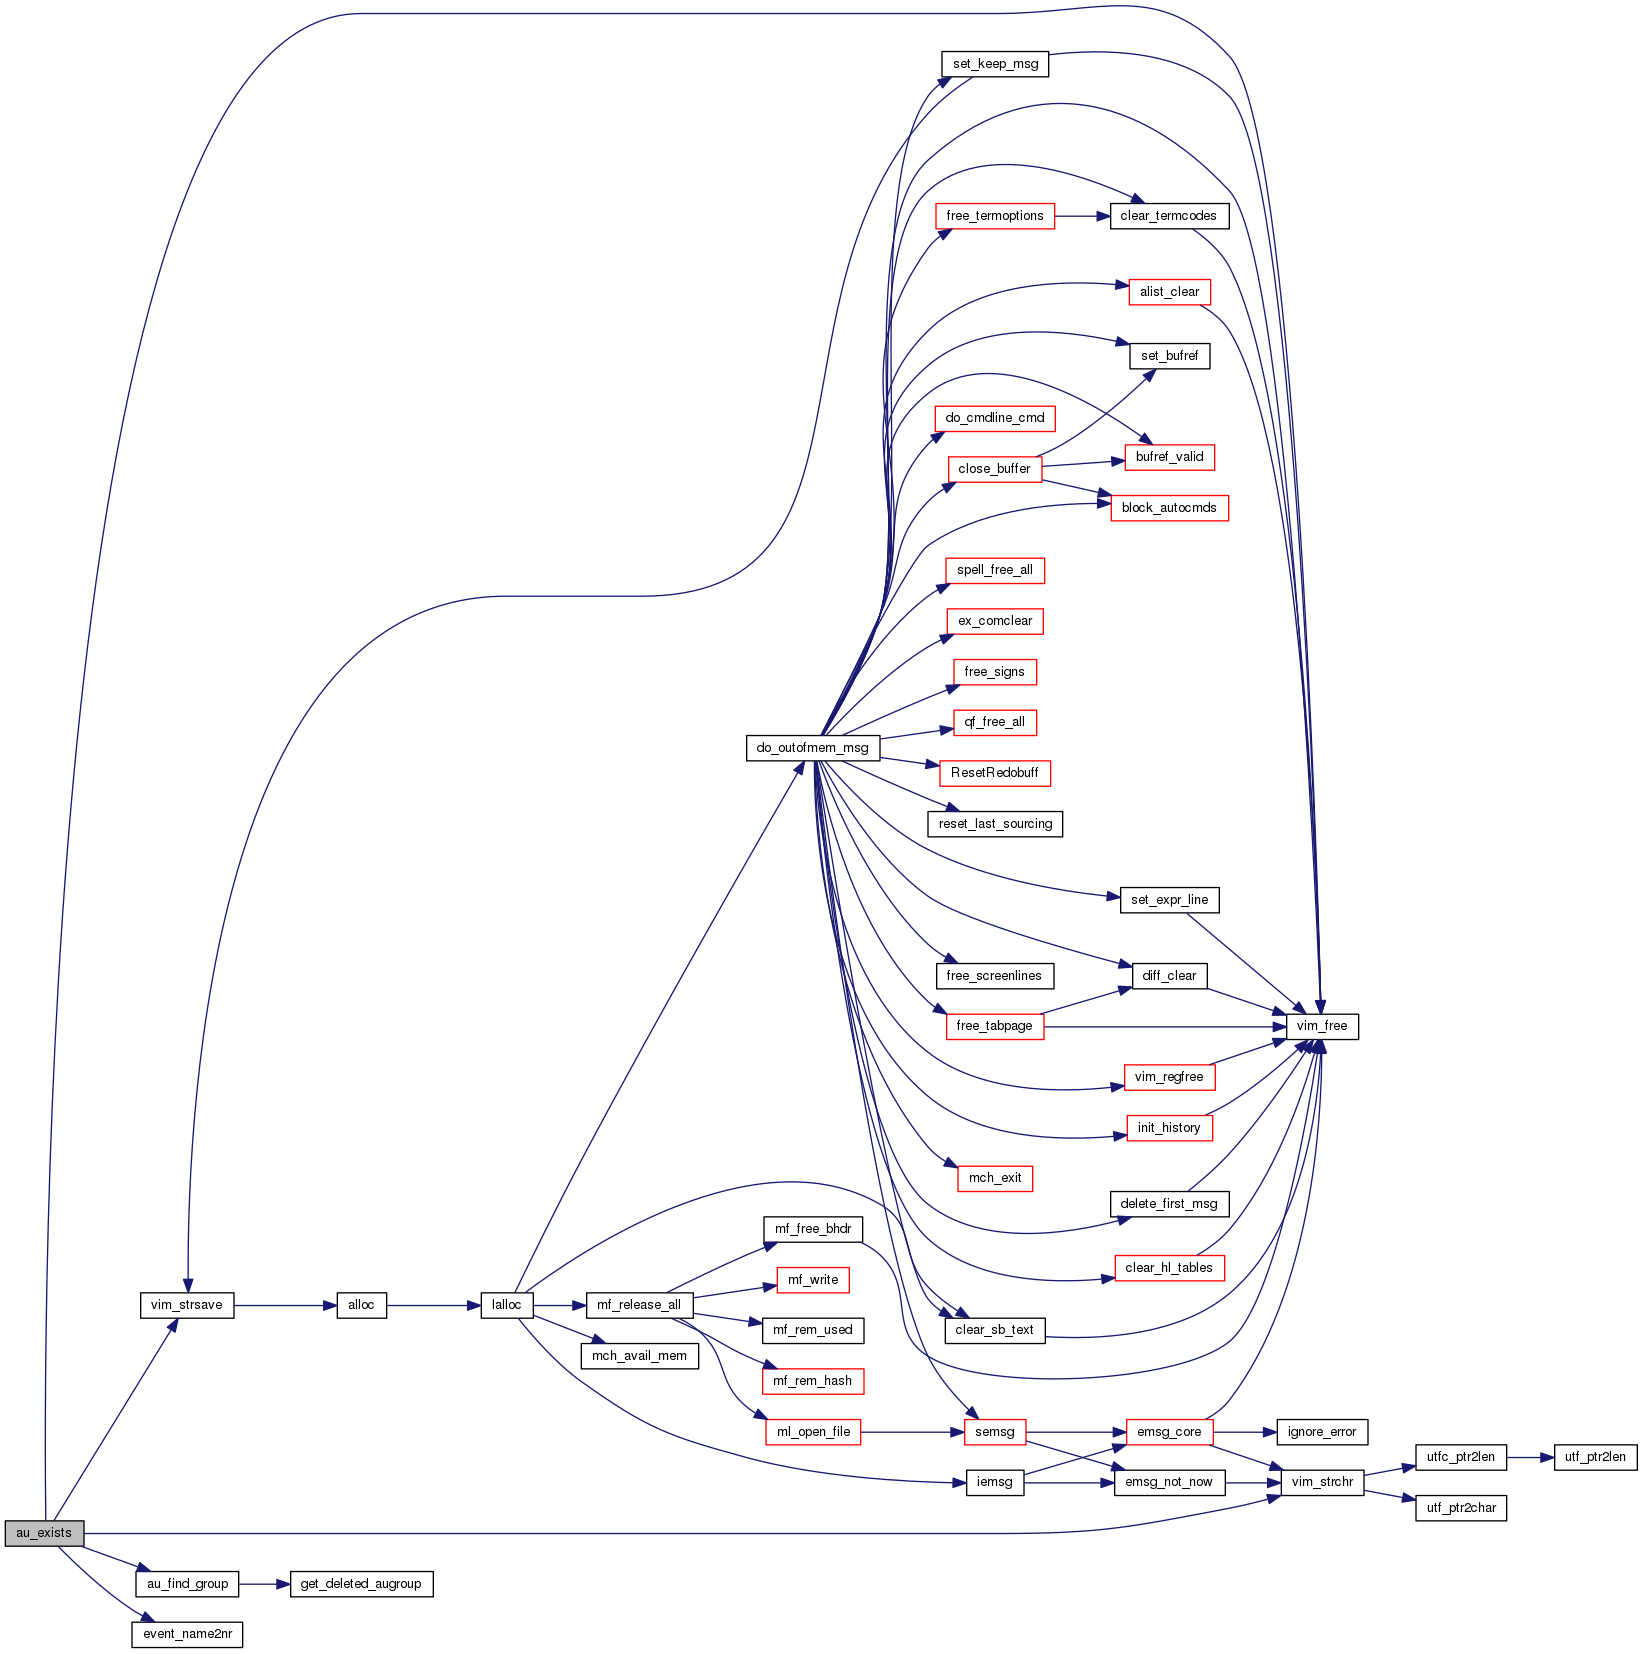 set_keep_msg
free_termoptions
clear_termcodes
alist_clear
set_bufref
do_cmdline_cmd
bufref_valid
close_buffer
block_autocmds
spell_free_all
ex_comclear
free_signs
qf_free_all
do_outofmem_msg
ResetRedobuff
reset_last_sourcing
set_expr_line
free_screenlines
diff_clear
free_tabpage
vim_free
vim_regfree
init_history
mch_exit
delete_first_msg
mf_free_bhdr
clear_hl_tables
mf_write
vim_strsave
alloc
lalloc
mf_release_all
mf_rem_used
clear_sb_text
mch_avail_mem
mf_rem_hash
ml_open_file
semsg
emsg_core
ignore_error
utfc_ptr2len
utf_ptr2len
iemsg
emsg_not_now
vim_strchr
utf_ptr2char
au_exists
au_find_group
get_deleted_augroup
event_name2nr